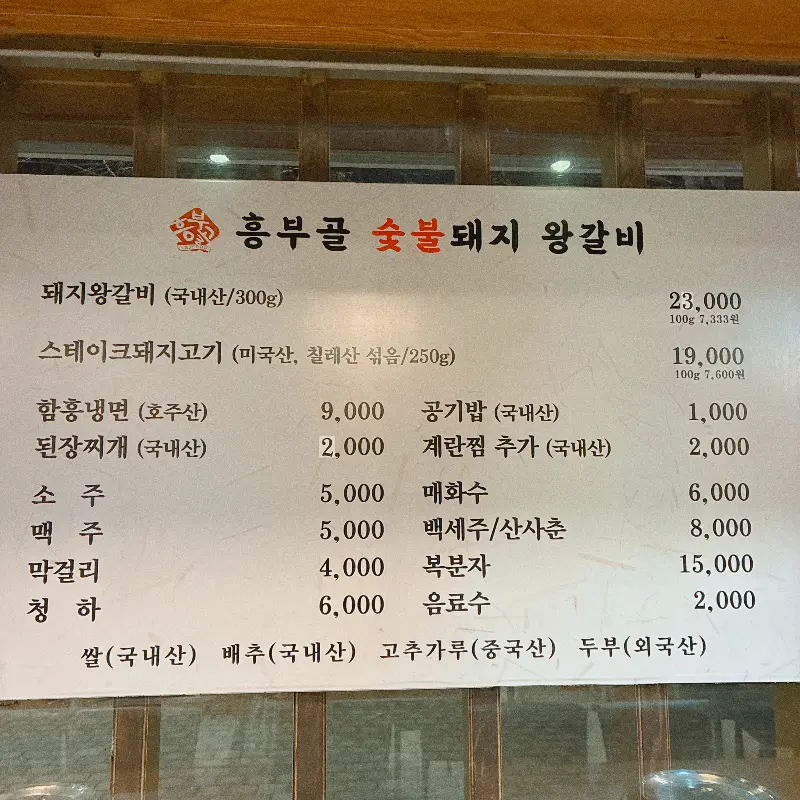 흥부골
흥부골 숯불돼지 왕갈비
돼지왕갈비 (국내산/300g) 23,000
100g 7,333원
스테이크돼지고기 (미국산, 칠레산 섞음/250g) 19,000
100g 7,600원
함흥냉면 (호주산) 9,000 공기밥 (국내산) 1,000
된장찌개 (국내산) 2,000 계란찜 추가 (국내산) 2,000
소 주 5,000 매화수 6,000
맥 주 5,000 백세주/산사춘 8,000
막걸리 4,000 복분자 15,000
청 하 6,000 음료수 2,000
쌀(국내산) 배추(국내산) 고추가루(중국산) 두부(외국산)